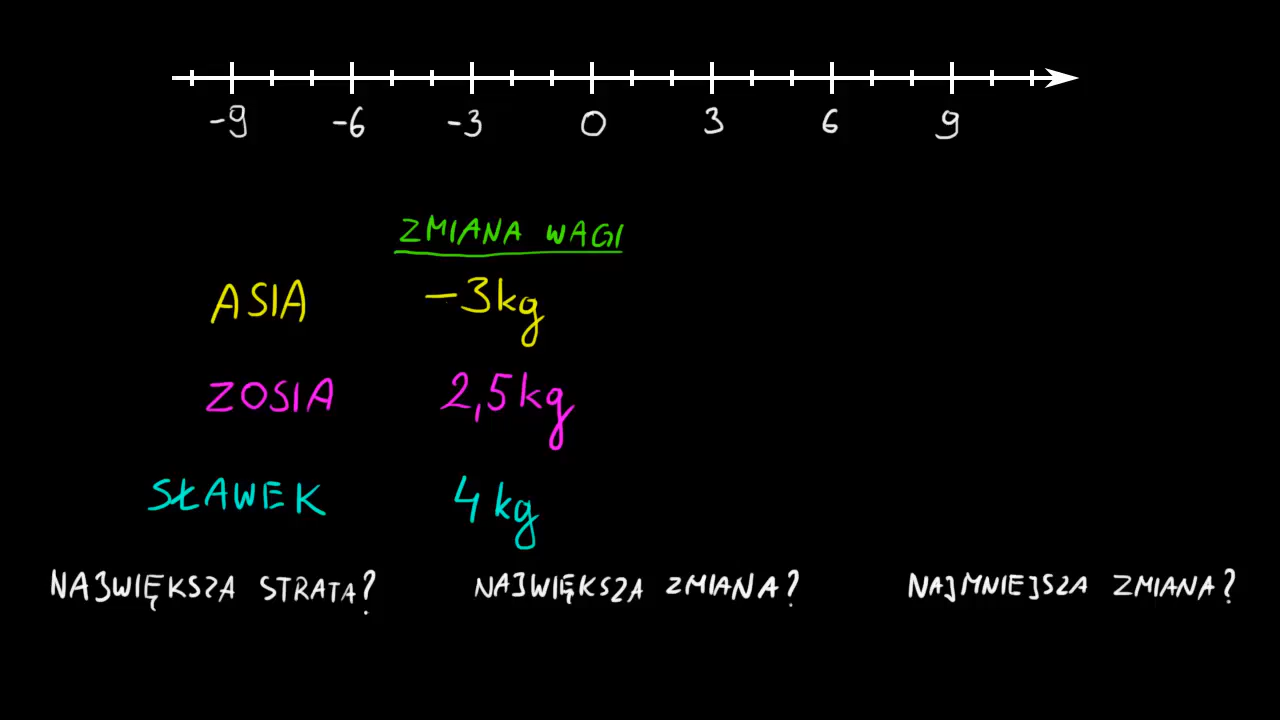 -9 -6 -3 0 3 6 9
ZMIANA WAGI
ASIA -3kg
ZOSIA 2,5kg
SŁAWEK 4kg
NAJWIĘKSZA STRATA? NAJWIĘKSZA ZMIANA? NAJMNIEJSZA ZMIANA?